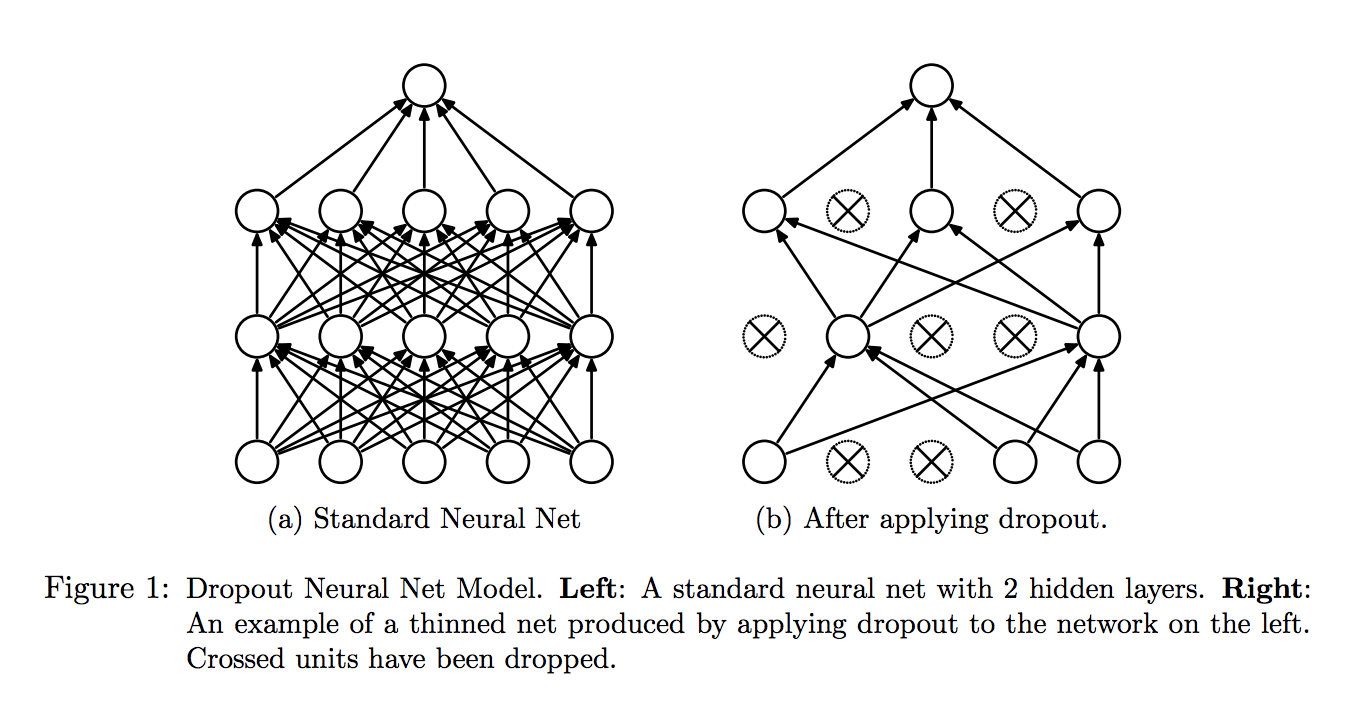 (a) Standard Neural Net
(b) After applying dropout.
Figure 1: Dropout Neural Net Model. Left: A standard neural net with 2 hidden layers. Right:
An example of a thinned net produced by applying dropout to the network on the left.
Crossed units have been dropped.